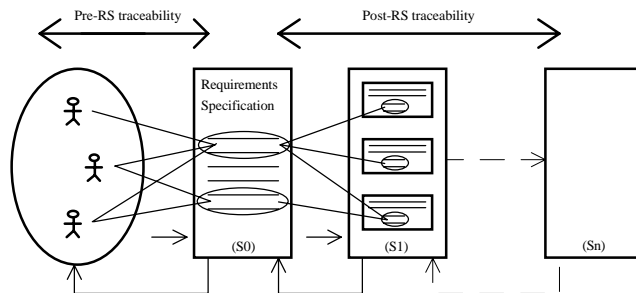 Pre-RS traceability
Post-RS traceability
Requirements
Specification
(S0)
(S1)
(Sn)